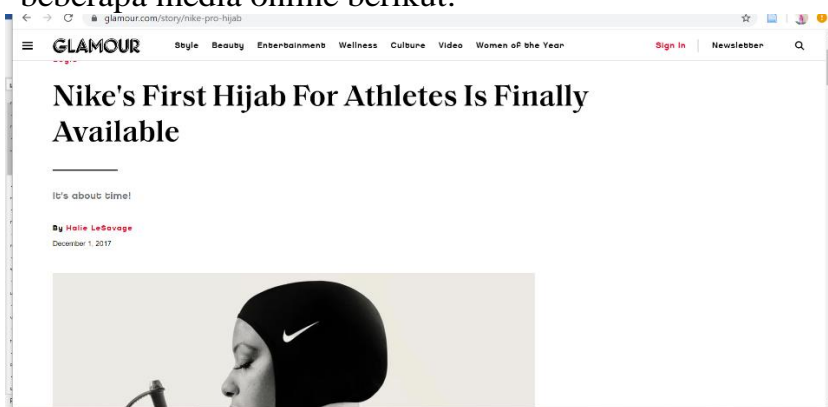 beberapa media online berikut:
glamour.com/story/nike-pro-hijab
GLAMOUR Style Beauty Entertainment Wellness Culture Video Women of the Year Sign In Newsletter
Style
Nike's First Hijab For Athletes Is Finally
Available
It's about time!
By Halie LeSavage
December 1, 2017